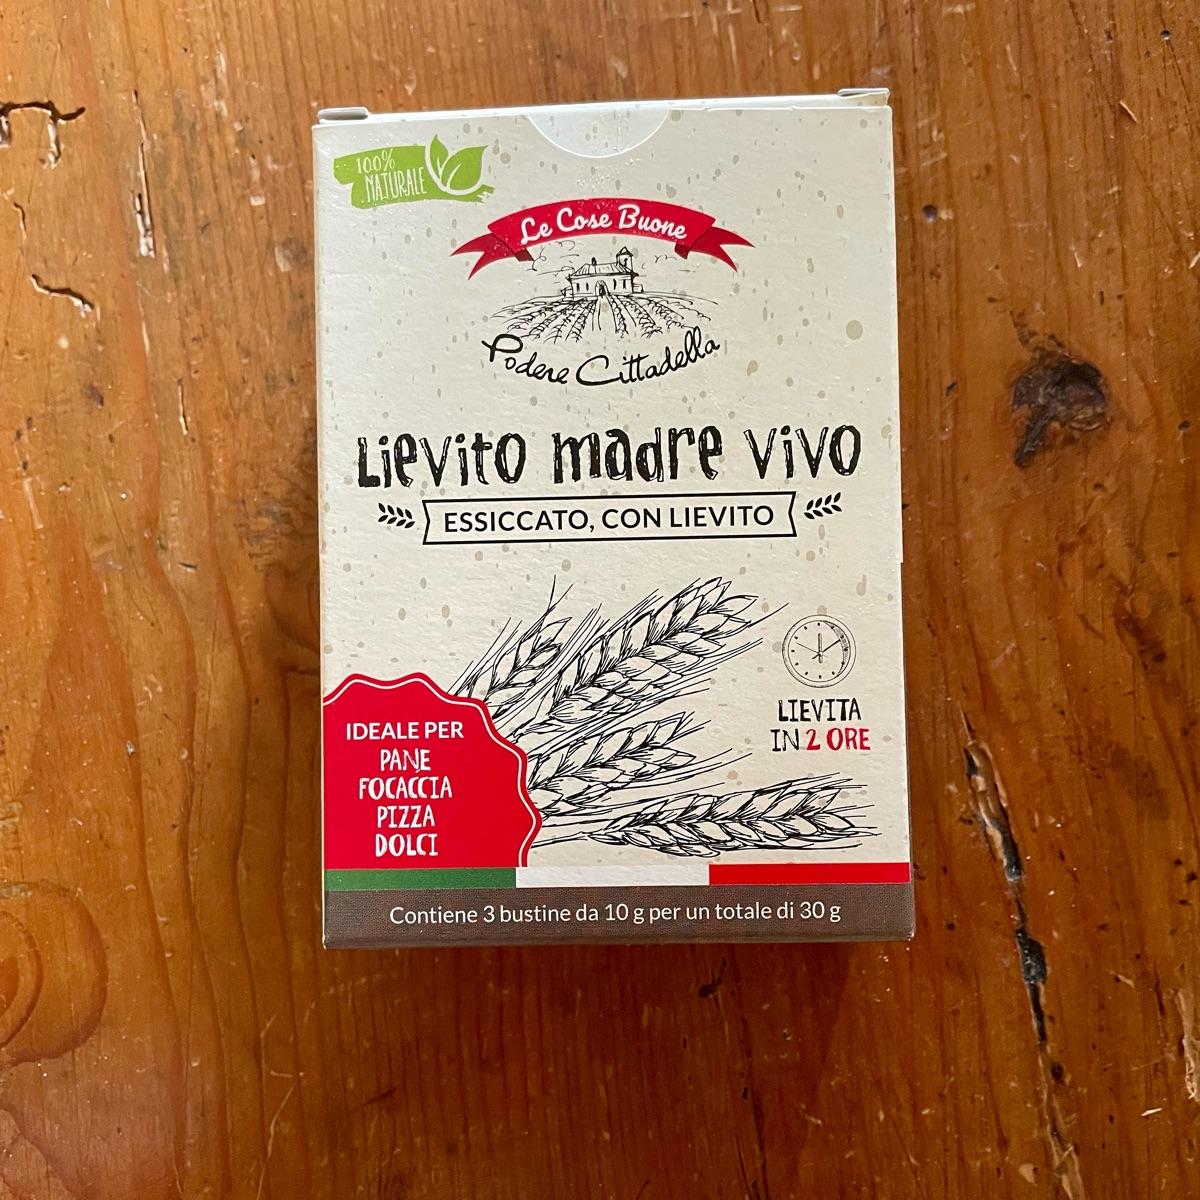 100%
NATURALE
Le Cose Buone
Podere Cittadella
Lievito madre vivo
ESSICCATO, CON LIEVITO
LIEVITA
IN 2 ORE
IDEALE PER
PANE
FOCACCIA
PIZZA
DOLCI
Contiene 3 bustine da 10 g per un totale di 30 g